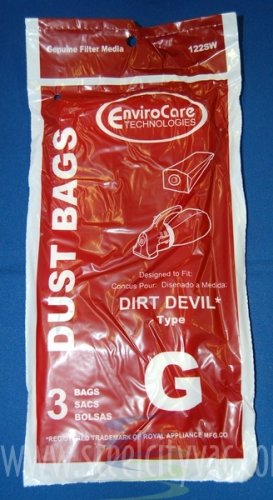 Genuine Filter Media
122SW
EnviroCare
TECHNOLOGIES
DUST BAGS
Designed to Fit:
Concus Pour: Disenado a Medida:
DIRT DEVIL*
Type
G
3 BAGS
SACS
BOLSAS
*REGISTERED TRADEMARK OF ROYAL APPLIANCE MFG.CO
www.steelcityvac.com